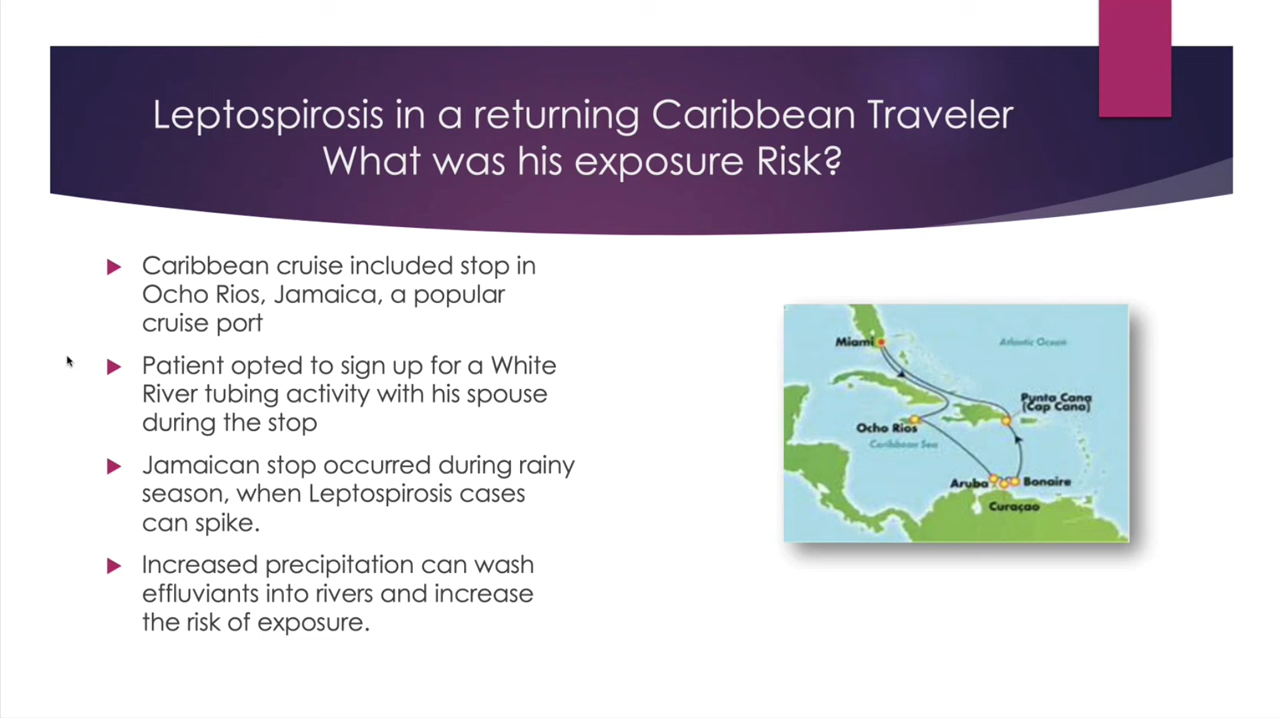 Leptospirosis in a returning Caribbean Traveler
What was his exposure Risk?
Caribbean cruise included stop in
Ocho Rios, Jamaica, a popular
cruise port
Patient opted to sign up for a White
River tubing activity with his spouse
during the stop
Jamaican stop occurred during rainy
season, when Leptospirosis cases
can spike.
Increased precipitation can wash
effluviants into rivers and increase
the risk of exposure.
Miami
Atlantic Ocean
Punta Cana
(Cap Cana)
Ocho Rios
Caribbean Sea
Aruba
Bonaire
Curaçao